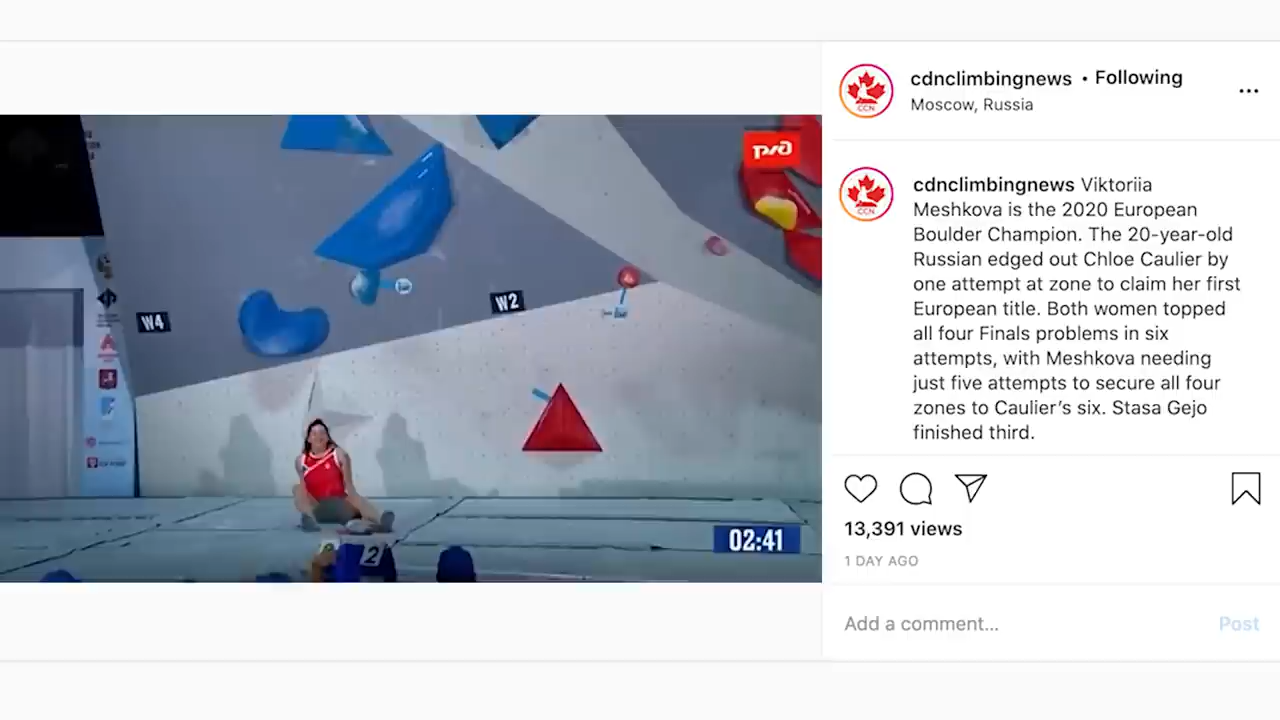 cdnclimbingnews • Following
Moscow, Russia
CCN
cdnclimbingnews Viktoriia
Meshkova is the 2020 European
Boulder Champion. The 20-year-old
Russian edged out Chloe Caulier by
one attempt at zone to claim her first
European title. Both women topped
all four Finals problems in six
attempts, with Meshkova needing
just five attempts to secure all four
zones to Caulier’s six. Stasa Gejo
finished third.
CCN
13,391 views
1 DAY AGO
Add a comment...
Post
W4
W2
02:41
2